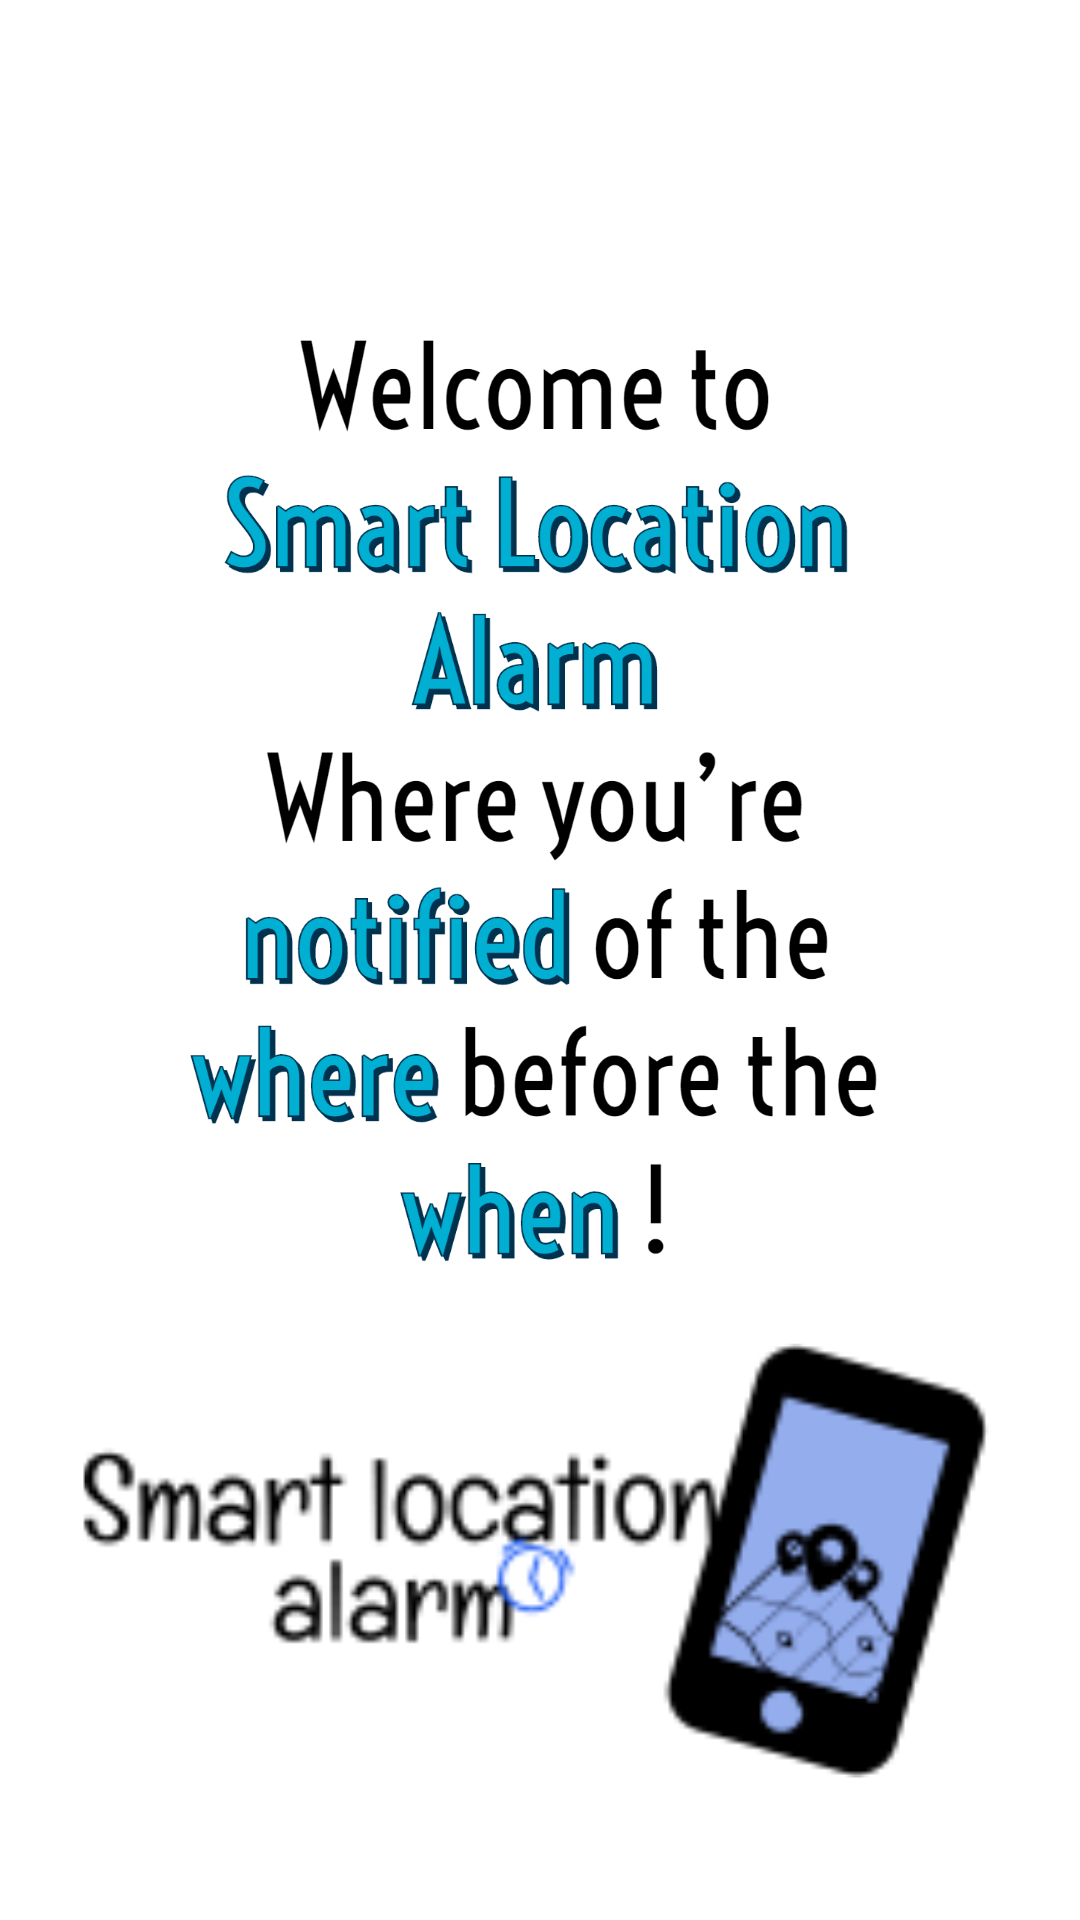 Welcome to
Smart Location
Alarm
Where you’re
notified of the
where before the
when !
Smart location
alarm